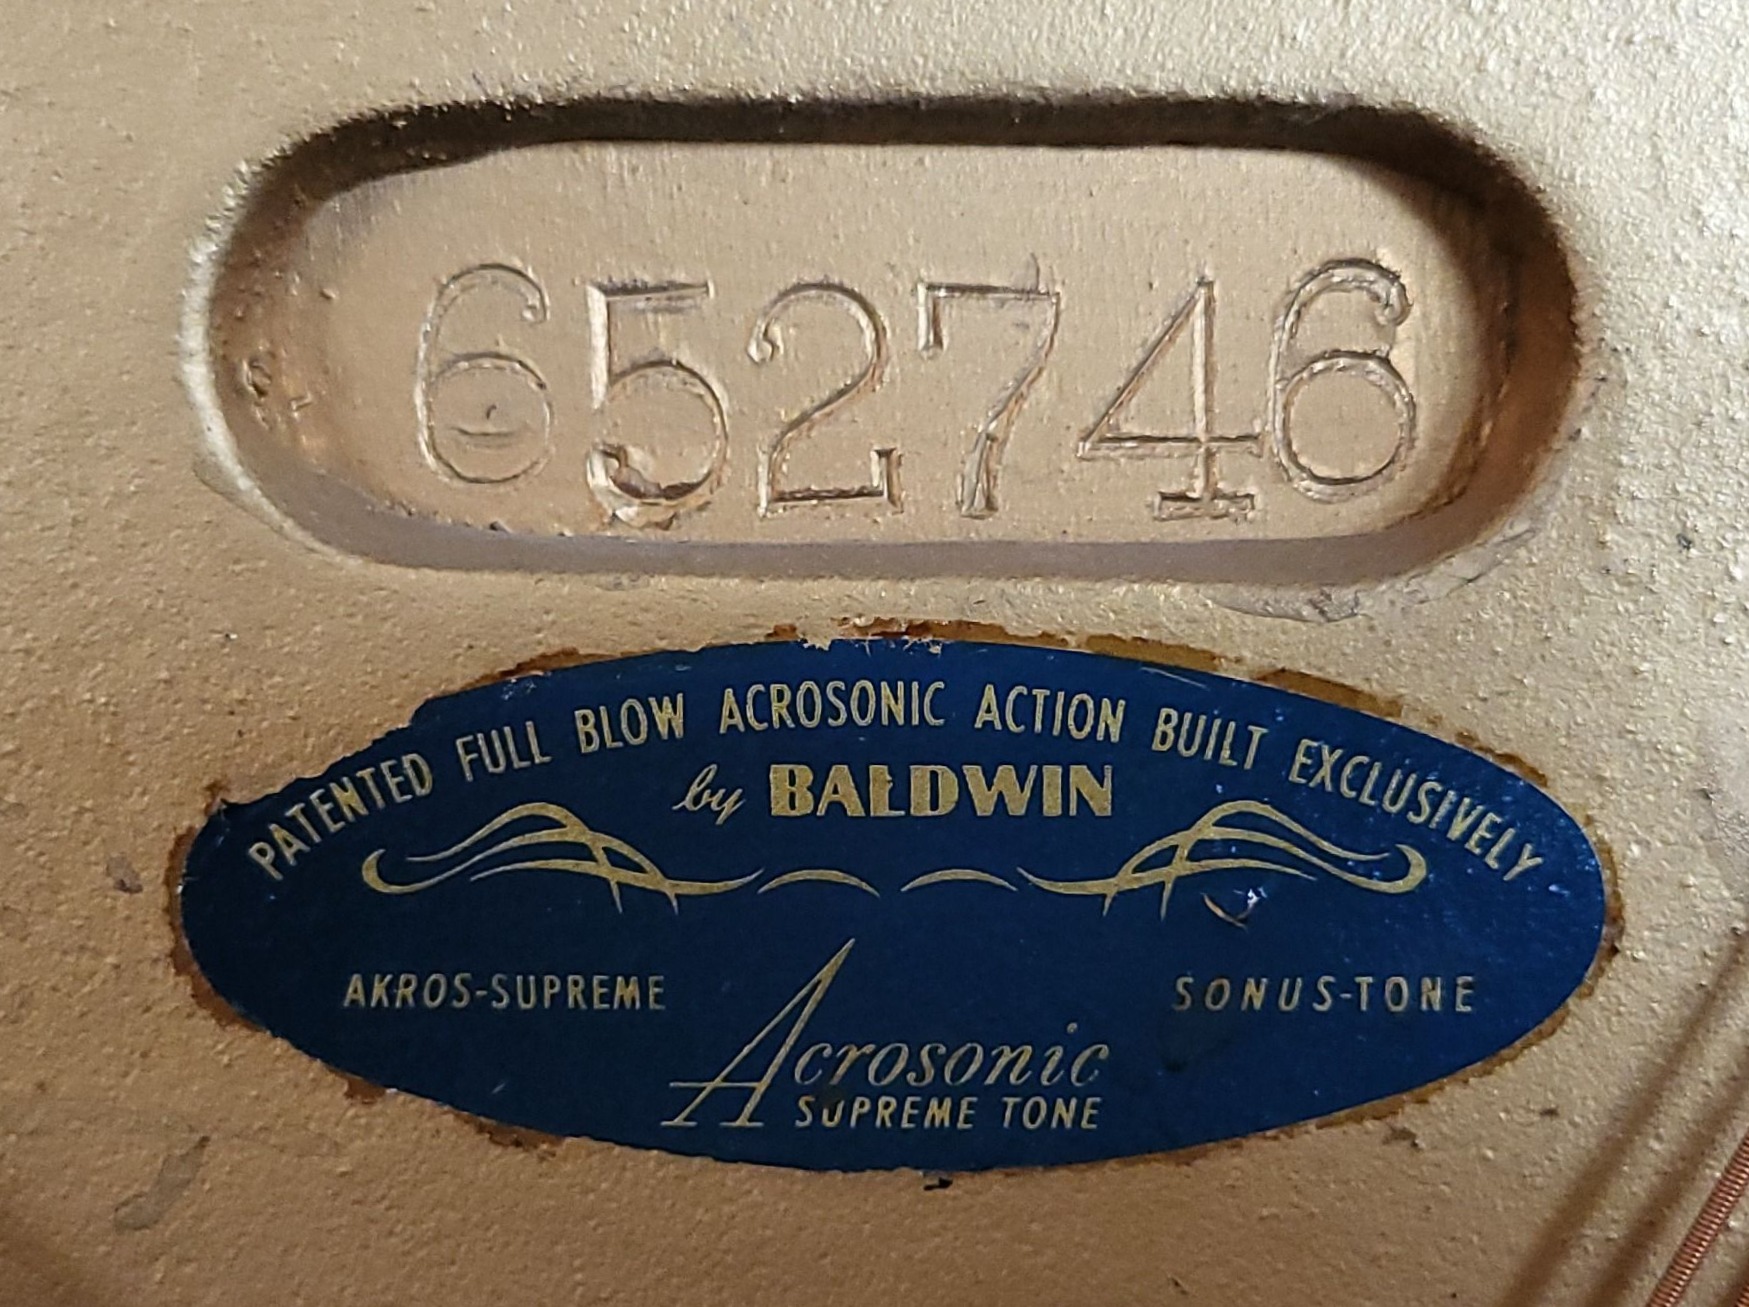 652746
PATENTED FULL BLOW ACROSONIC ACTION BUILT EXCLUSIVELY
by BALDWIN
AKROS-SUPREME
SONUS-TONE
Acrosonic
SUPREME TONE